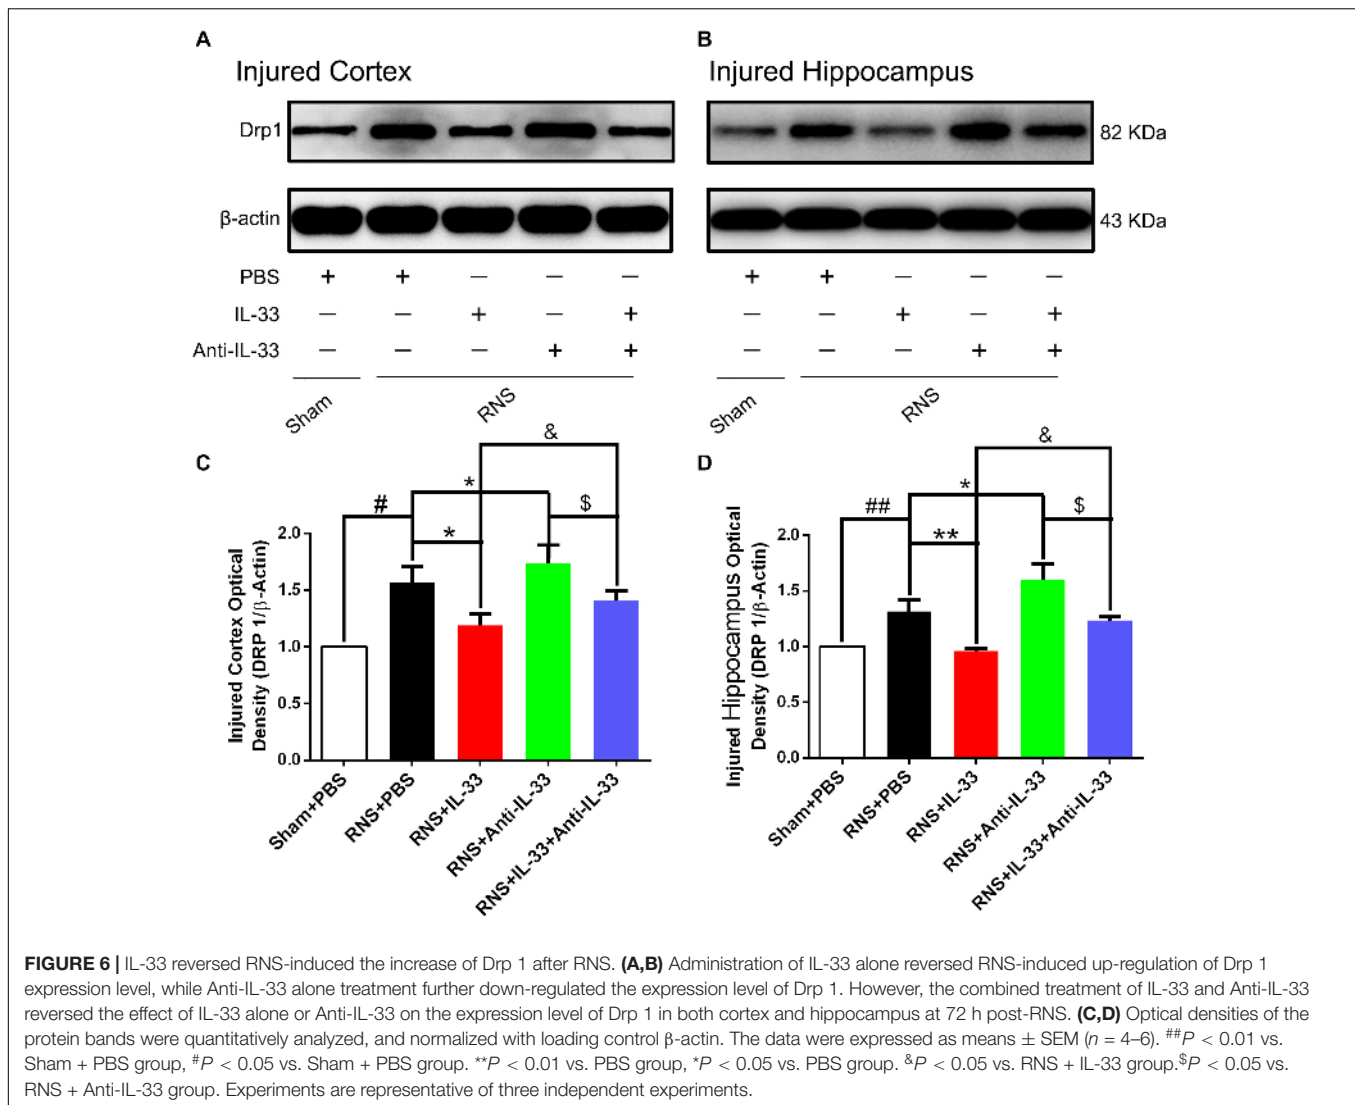 A
B
Injured Cortex
Injured Hippocampus
Drp1
82 KDa
β-actin
43 KDa
PBS + + – – – + + – – –
IL-33 – – + – + – – + – +
Anti-IL-33 – – – + + – – – + +
Sham RNS Sham RNS
C
&
*
#
$
*
2.0
1.5
1.0
0.5
0.0
Injured Cortex Optical
Density (DRP 1/β-Actin)
Sham+PBS
RNS+PBS
RNS+IL-33
RNS+Anti-IL-33
RNS+IL-33+Anti-IL-33
D
&
*
##
$
**
2.0
1.5
1.0
0.5
0.0
Injured Hippocampus Optical
Density (DRP 1/β-Actin)
Sham+PBS
RNS+PBS
RNS+IL-33
RNS+Anti-IL-33
RNS+IL-33+Anti-IL-33
FIGURE 6 | IL-33 reversed RNS-induced the increase of Drp 1 after RNS. (A,B) Administration of IL-33 alone reversed RNS-induced up-regulation of Drp 1
expression level, while Anti-IL-33 alone treatment further down-regulated the expression level of Drp 1. However, the combined treatment of IL-33 and Anti-IL-33
reversed the effect of IL-33 alone or Anti-IL-33 on the expression level of Drp 1 in both cortex and hippocampus at 72 h post-RNS. (C,D) Optical densities of the
protein bands were quantitatively analyzed, and normalized with loading control β-actin. The data were expressed as means ± SEM (n = 4–6). ##P < 0.01 vs.
Sham + PBS group, #P < 0.05 vs. Sham + PBS group. **P < 0.01 vs. PBS group, *P < 0.05 vs. PBS group. &P < 0.05 vs. RNS + IL-33 group.$P < 0.05 vs.
RNS + Anti-IL-33 group. Experiments are representative of three independent experiments.